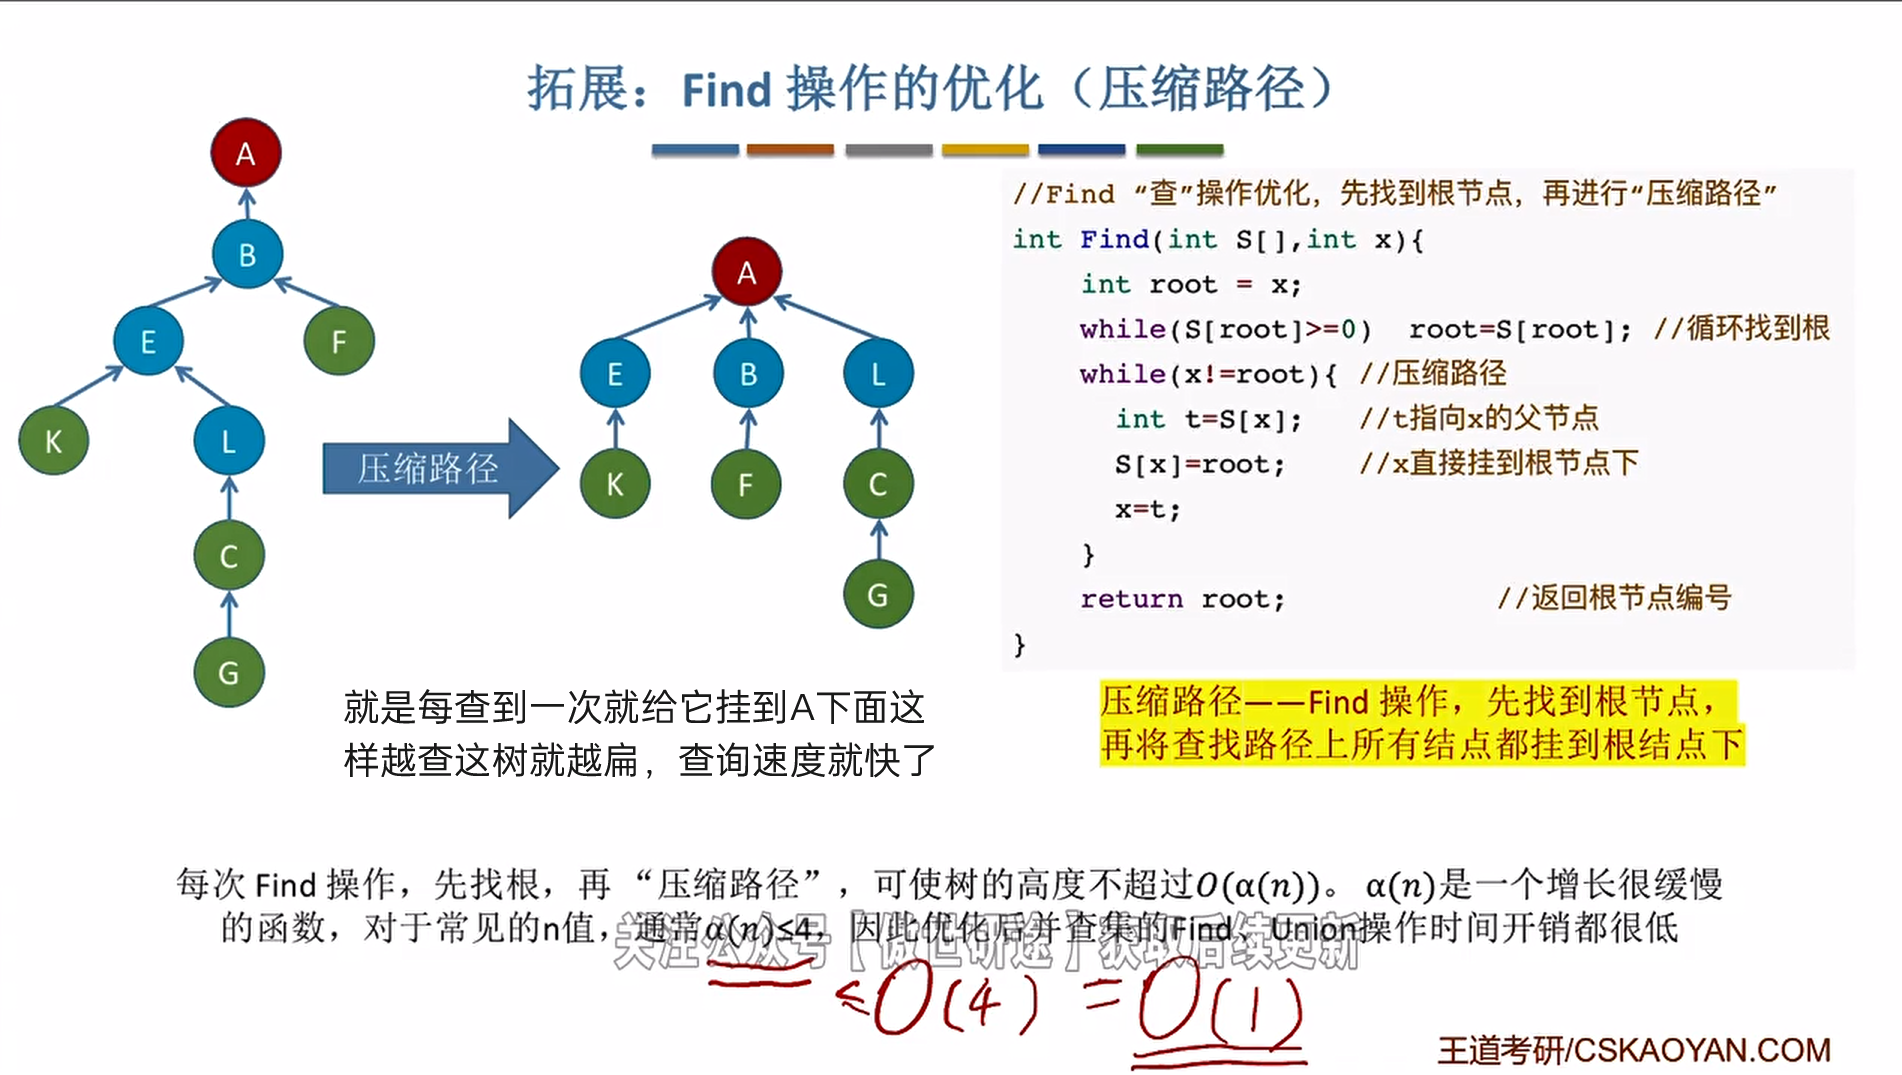 拓展：Find 操作的优化（压缩路径）
A
B
E
F
K
L
C
G
压缩路径
A
E
B
L
K
F
C
G
//Find “查”操作优化，先找到根节点，再进行“压缩路径”
int Find(int S[],int x){
int root = x;
while(S[root]>=0) root=S[root]; //循环找到根
while(x!=root){ //压缩路径
int t=S[x]; //t指向x的父节点
S[x]=root; //x直接挂到根节点下
x=t;
}
return root; //返回根节点编号
}
就是每查到一次就给它挂到A下面这
样越查这树就越扁，查询速度就快了
压缩路径——Find 操作，先找到根节点，
再将查找路径上所有结点都挂到根结点下
每次 Find 操作，先找根，再 “压缩路径”，可使树的高度不超过O(α(n))。α(n)是一个增长很缓慢
的函数，对于常见的n值，通常α(n)≤4，因此优化后并查集的Find、Union操作时间开销都很低
关注公众号【傲世研途】获取后续更新
≤O(4) = O(1)
王道考研/CSKAOYAN.COM